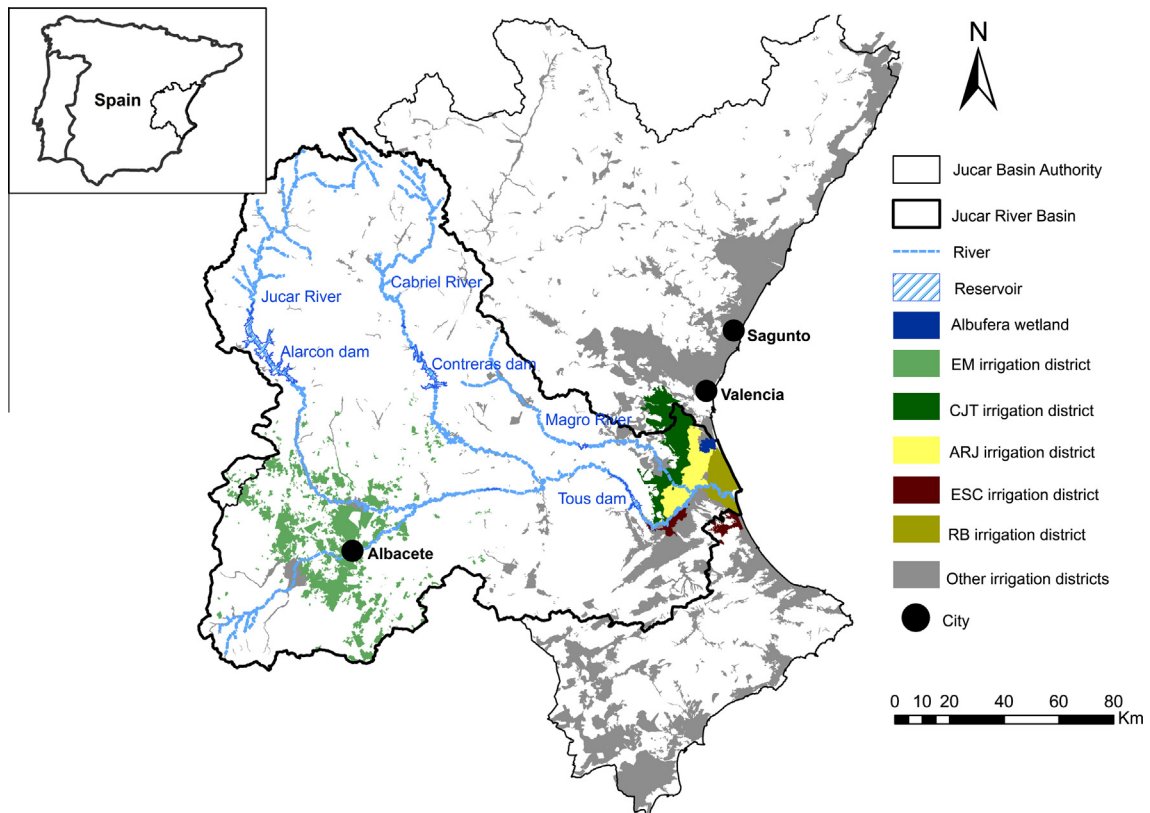 Spain
N
Jucar Basin Authority
Jucar River Basin
River
Reservoir
Albufera wetland
EM irrigation district
CJT irrigation district
ARJ irrigation district
ESC irrigation district
RB irrigation district
Other irrigation districts
City
0 10 20 40 60 80
Km
Jucar River
Cabriel River
Alarcon dam
Contreras dam
Magro River
Tous dam
Sagunto
Valencia
Albacete